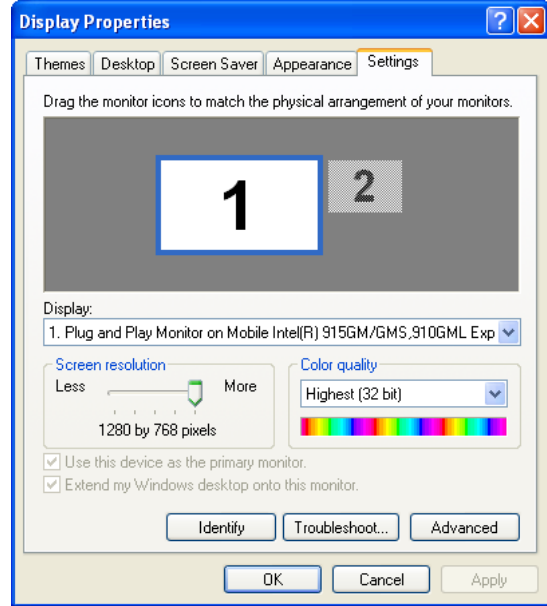 Display Properties
Themes Desktop Screen Saver Appearance Settings
Drag the monitor icons to match the physical arrangement of your monitors.
1 2
Display:
1. Plug and Play Monitor on Mobile Intel(R) 915GM/GMS,910GML Exp
Screen resolution Color quality
Less More Highest (32 bit)
1280 by 768 pixels
Use this device as the primary monitor.
Extend my Windows desktop onto this monitor.
Identify Troubleshoot... Advanced
OK Cancel Apply